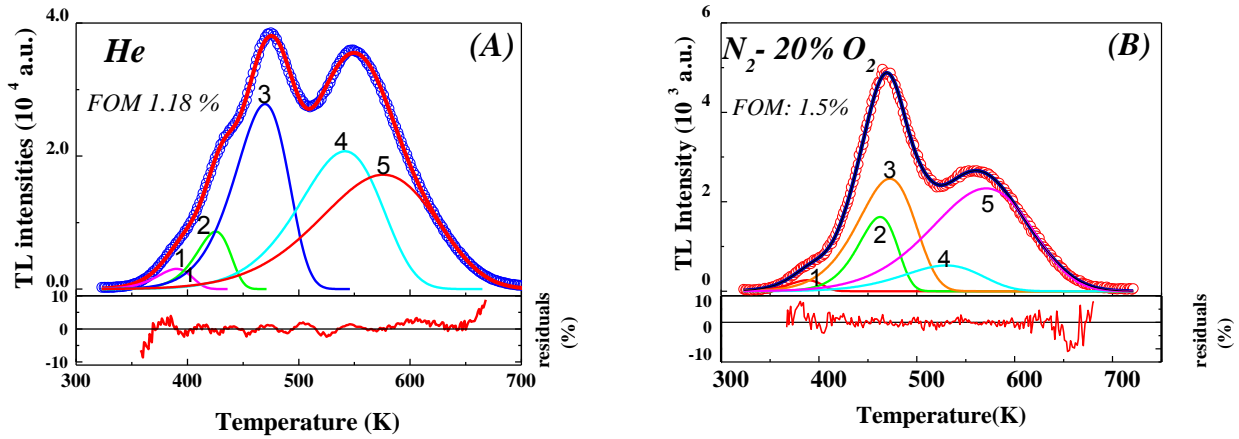 He
(A)
FOM 1.18 %
TL intensities (10⁴ a.u.)
4.0
2.0
0.0
1
1
2
3
4
5
10
0
-10
residuals
(%)
300 400 500 600 700
Temperature (K)
N₂- 20% O₂
(B)
FOM: 1.5%
TL Intensity (10³ a.u.)
6
4
2
0
1
2
3
4
5
10
0
-10
residuals
(%)
300 400 500 600 700
Temperature(K)